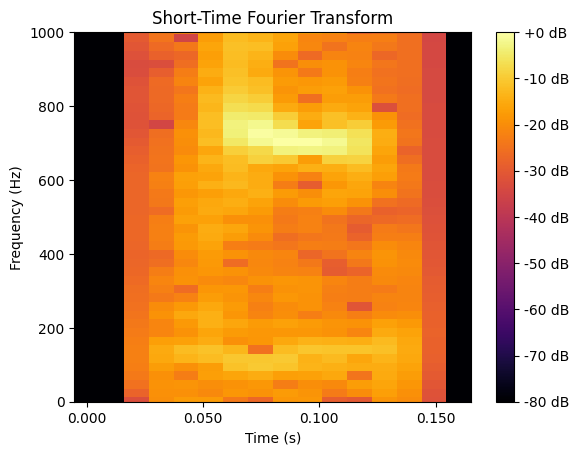 Short-Time Fourier Transform
1000
800
600
400
200
0
Frequency (Hz)
0.000
0.050
0.100
0.150
Time (s)
+0 dB
-10 dB
-20 dB
-30 dB
-40 dB
-50 dB
-60 dB
-70 dB
-80 dB